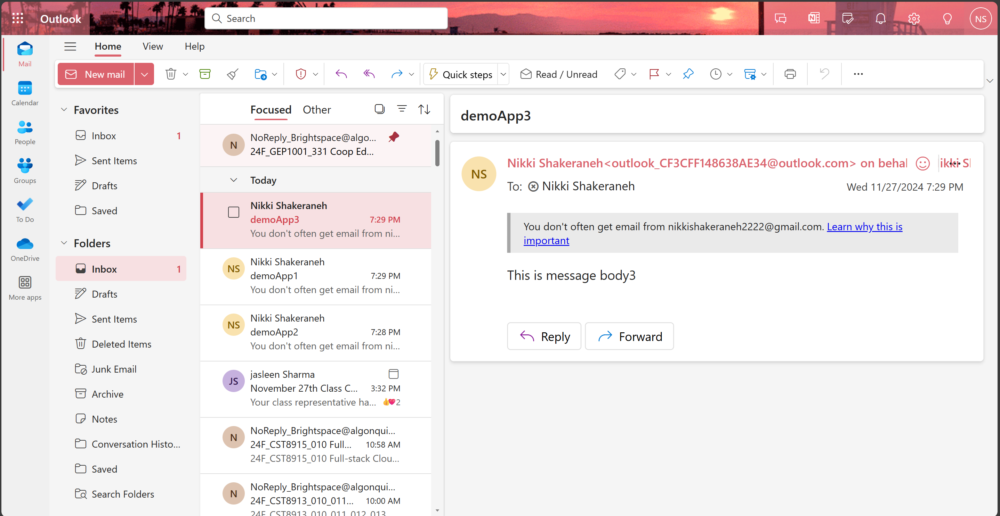 Outlook
Search
NS
Mail
Calendar
People
Groups
To Do
OneDrive
More apps
Home View Help
New mail
Quick steps
Read / Unread
Favorites
Inbox 1
Sent Items
Drafts
Saved
Folders
Inbox 1
Drafts
Sent Items
Deleted Items
Junk Email
Archive
Notes
Conversation Histo...
Saved
Search Folders
Focused Other
N
NoReply_Brightspace@algo...
24F_GEP1001_331 Coop Ed...
Today
Nikki Shakeraneh
demoApp3 7:29 PM
You don't often get email from ni...
NS
Nikki Shakeraneh
demoApp1 7:29 PM
You don't often get email from ni...
NS
Nikki Shakeraneh
demoApp2 7:28 PM
You don't often get email from ni...
JS
jasleen Sharma
November 27th Class C... 3:32 PM
Your class representative ha... 2
N
NoReply_Brightspace@algonqui...
24F_CST8915_010 Full... 10:58 AM
24F_CST8915_010 Full-stack Clou...
N
NoReply_Brightspace@algonqui...
24F_CST8913_010_011... 10:00 AM
24F_CST8913_010_011_012_013
demoApp3
NS
Nikki Shakeraneh<outlook_CF3CFF148638AE34@outlook.com> on behal
To: Nikki Shakeraneh
Wed 11/27/2024 7:29 PM
You don't often get email from nikkishakeraneh2222@gmail.com. Learn why this is
important
This is message body3
Reply
Forward